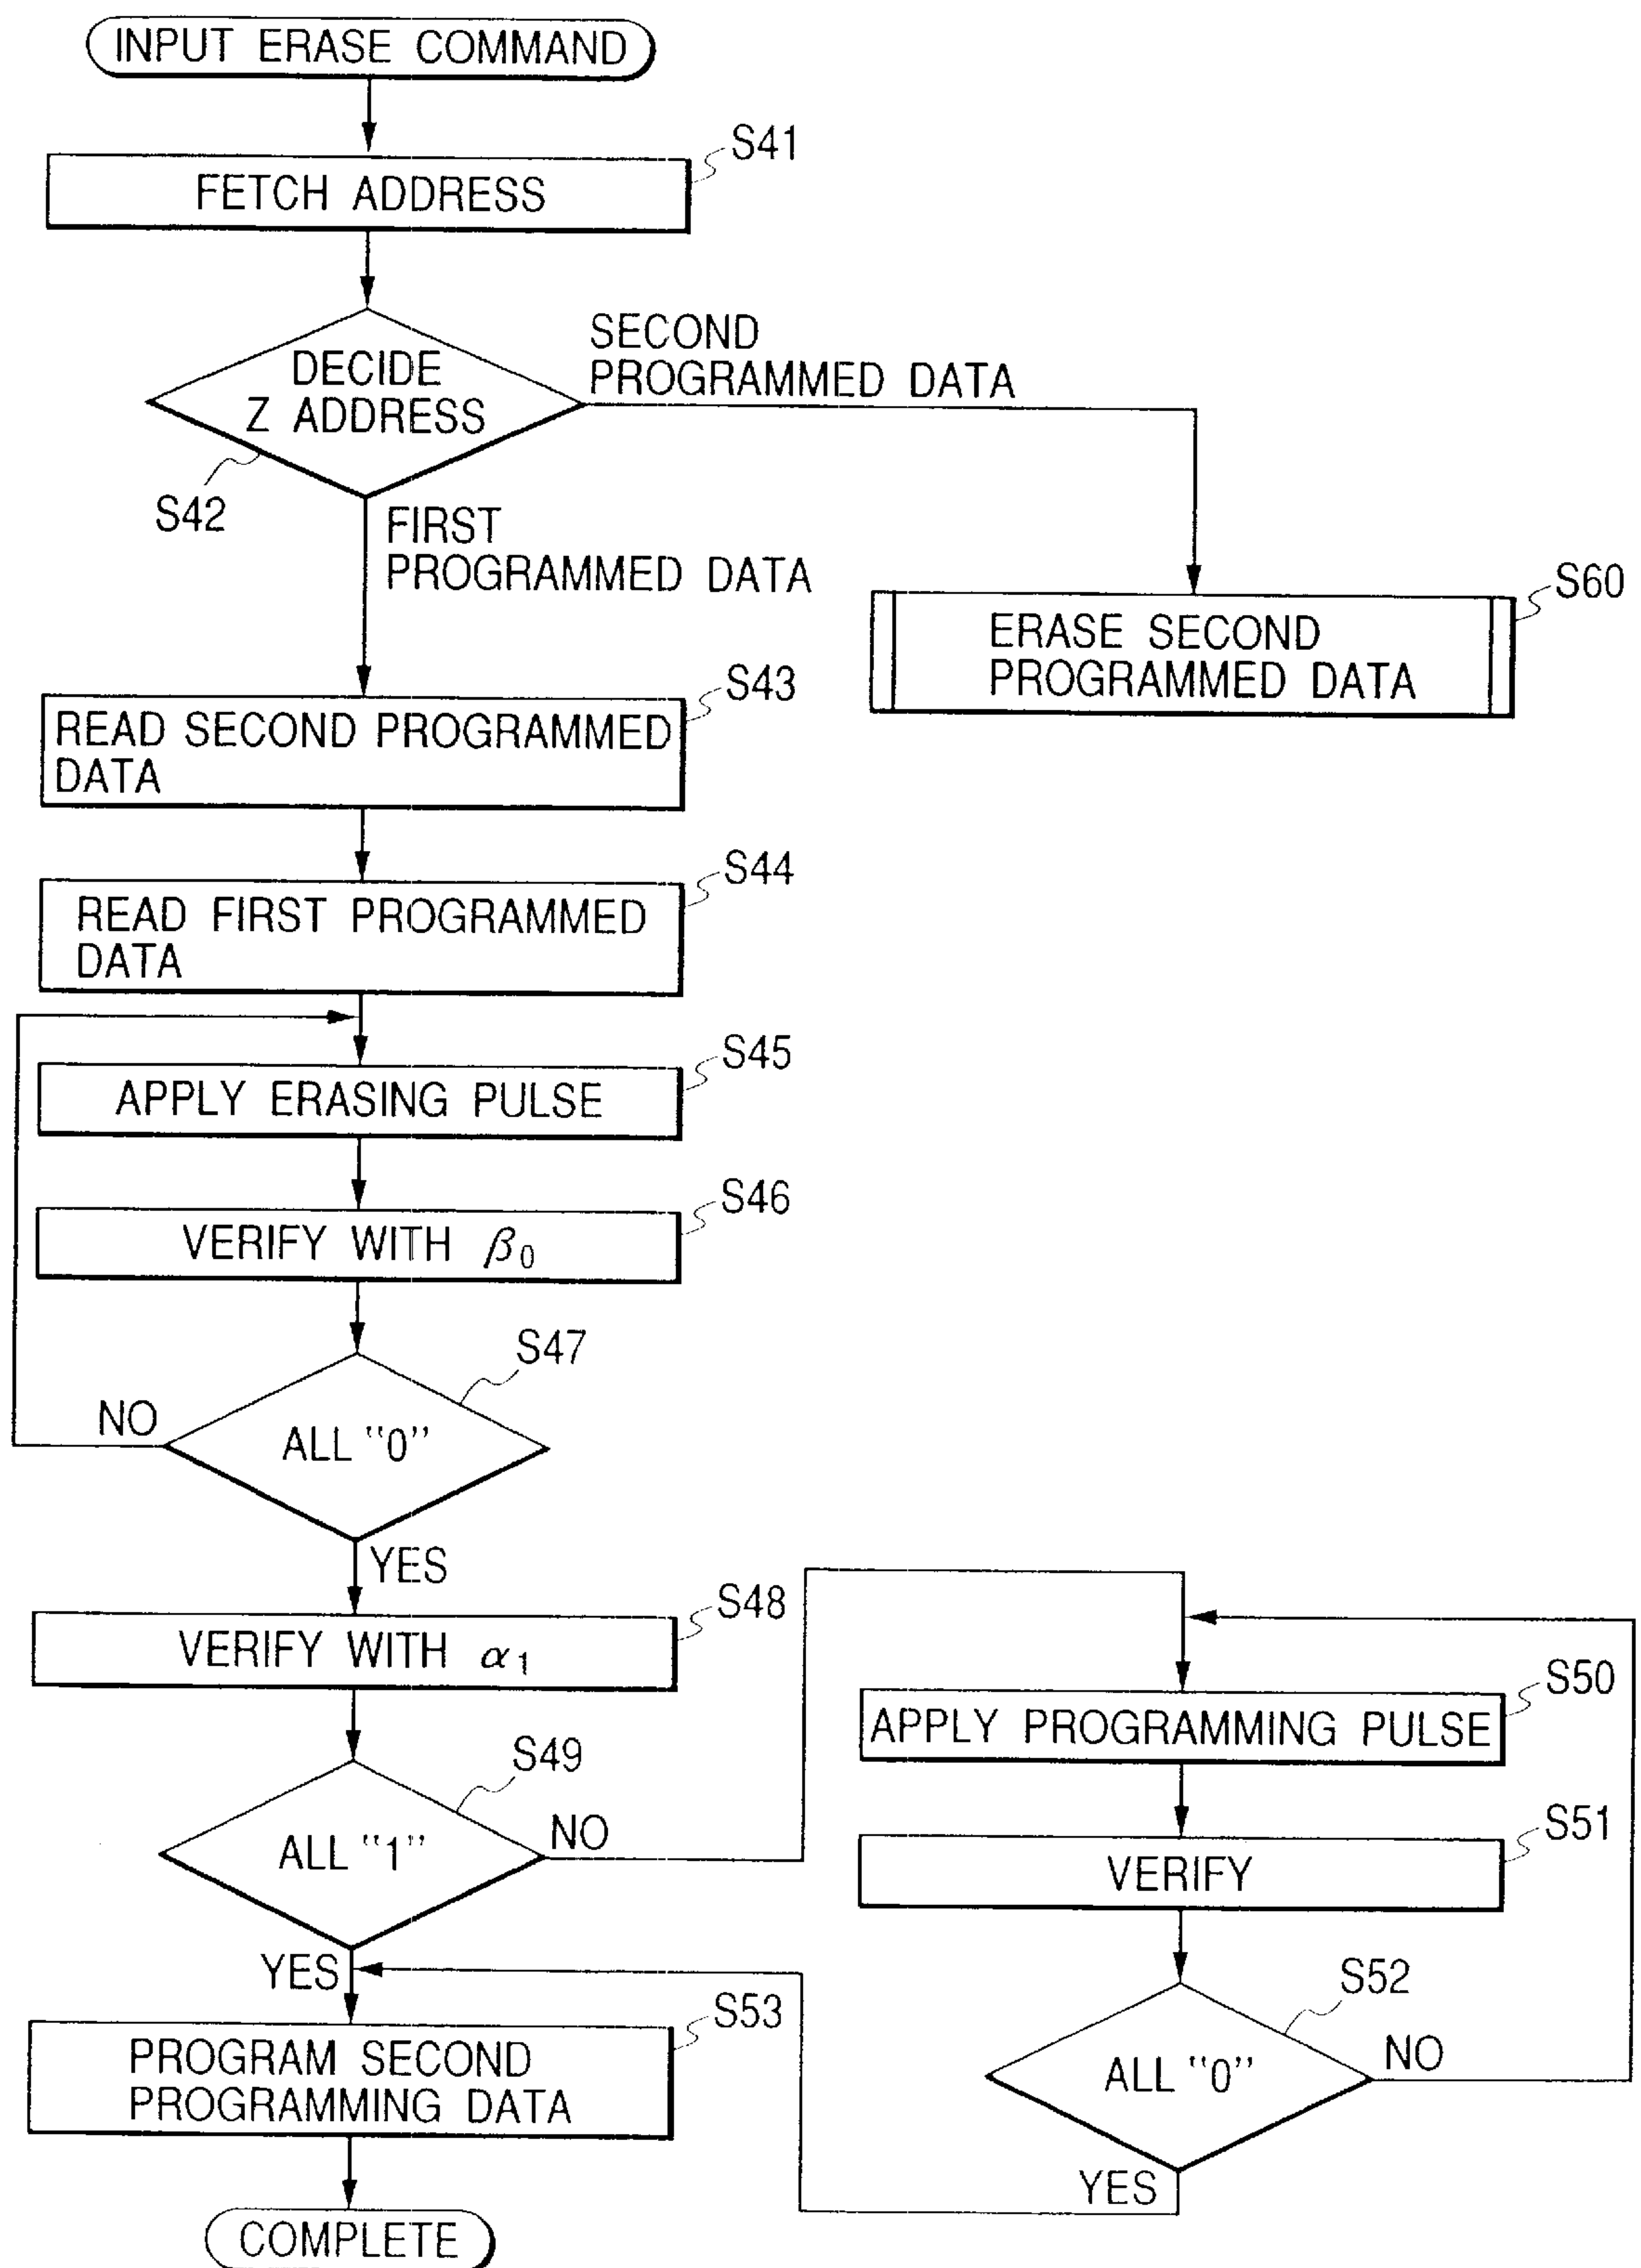 INPUT ERASE COMMAND
S41
FETCH ADDRESS
DECIDE
Z ADDRESS
S42
SECOND
PROGRAMMED DATA
FIRST
PROGRAMMED DATA
S60
ERASE SECOND
PROGRAMMED DATA
S43
READ SECOND PROGRAMMED
DATA
S44
READ FIRST PROGRAMMED
DATA
S45
APPLY ERASING PULSE
S46
VERIFY WITH β₀
S47
ALL "0"
NO
YES
S48
VERIFY WITH α₁
S49
ALL "1"
NO
YES
S50
APPLY PROGRAMMING PULSE
S51
VERIFY
S52
ALL "0"
NO
YES
S53
PROGRAM SECOND
PROGRAMMING DATA
COMPLETE